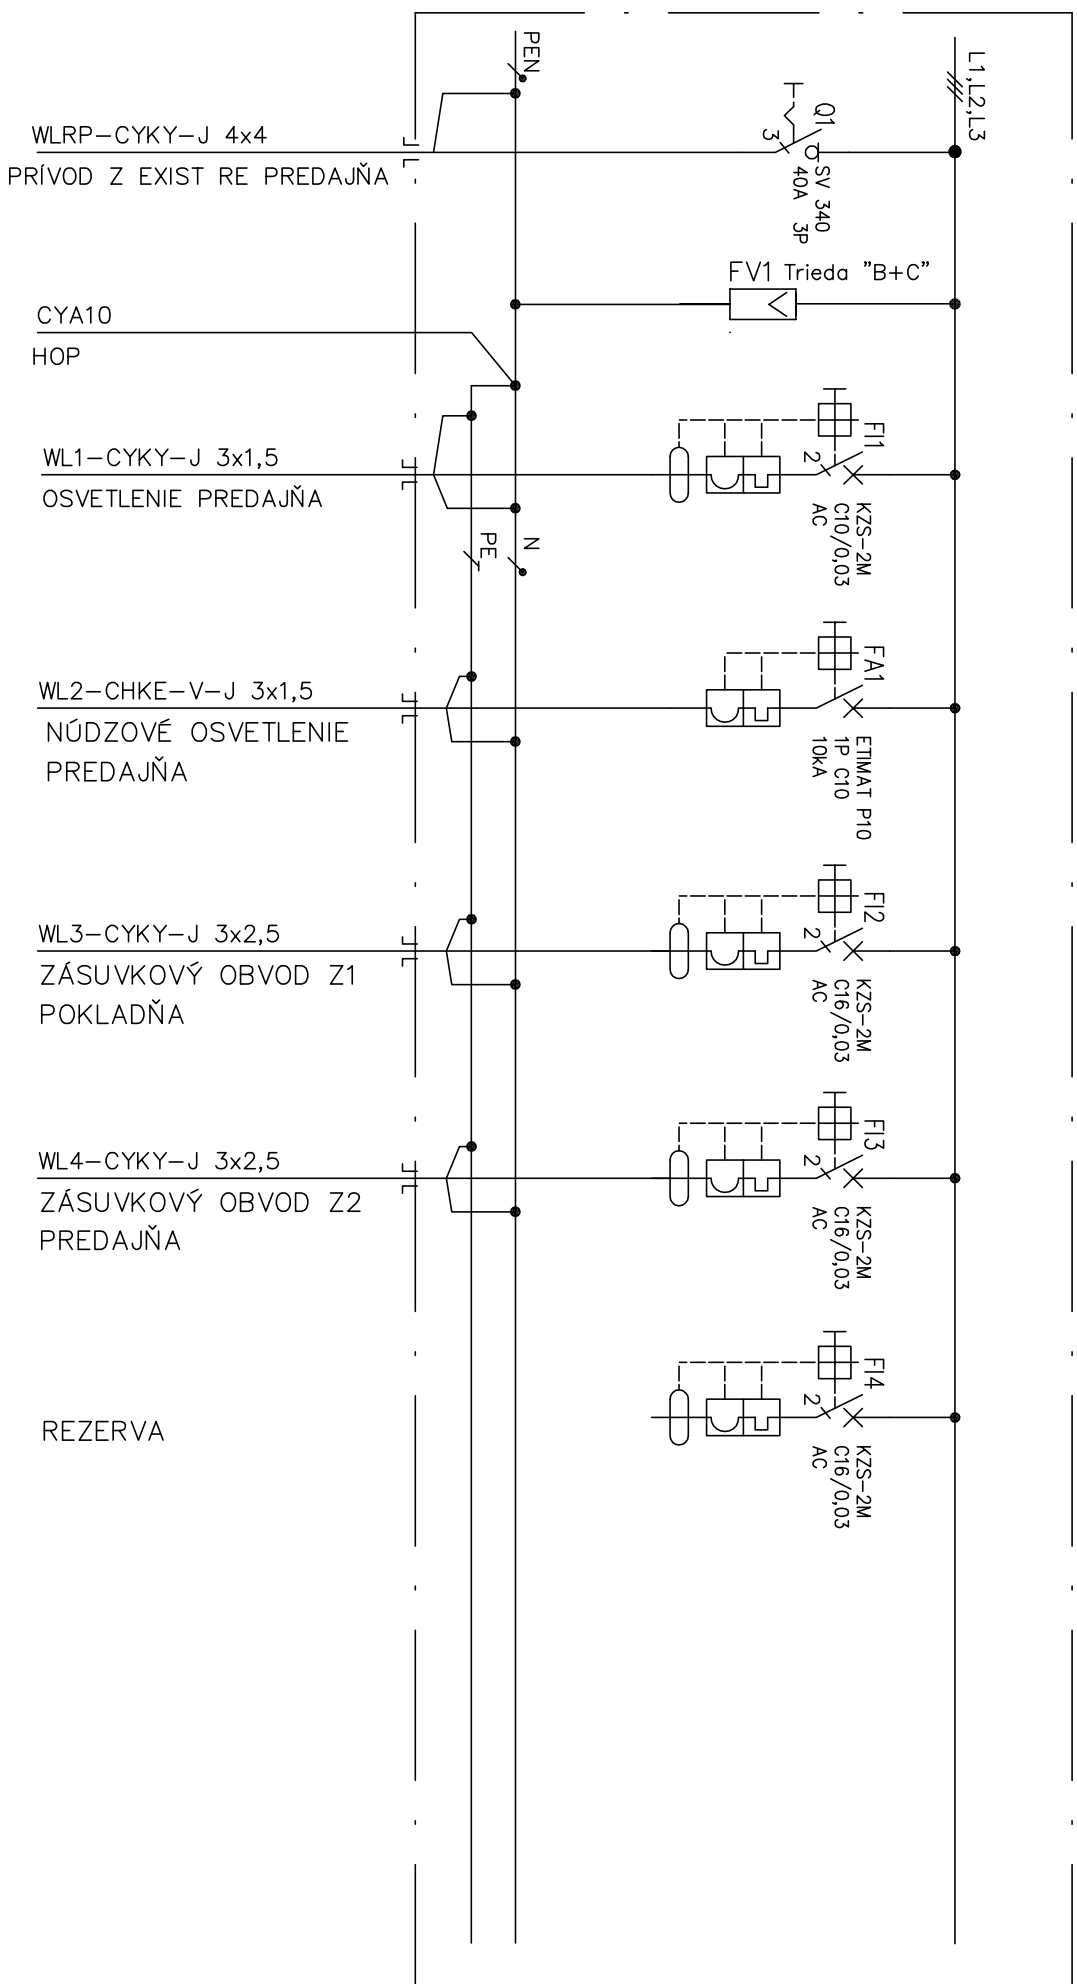 PEN
L1,L2,L3
WLRP-CYKY-J 4x4
PRÍVOD Z EXIST RE PREDAJŇA
Q1
3
SV 340
40A 3P
FV1 Trieda "B+C"
CYA10
HOP
WL1-CYKY-J 3x1,5
OSVETLENIE PREDAJŇA
FI1
2
KZS-2M
C10/0,03
AC
PE
N
WL2-CHKE-V-J 3x1,5
NÚDZOVÉ OSVETLENIE
PREDAJŇA
FA1
ETIMAT P10
1P C10
10kA
WL3-CYKY-J 3x2,5
ZÁSUVKOVÝ OBVOD Z1
POKLADŇA
FI2
2
KZS-2M
C16/0,03
AC
WL4-CYKY-J 3x2,5
ZÁSUVKOVÝ OBVOD Z2
PREDAJŇA
FI3
2
KZS-2M
C16/0,03
AC
REZERVA
FI4
2
KZS-2M
C16/0,03
AC